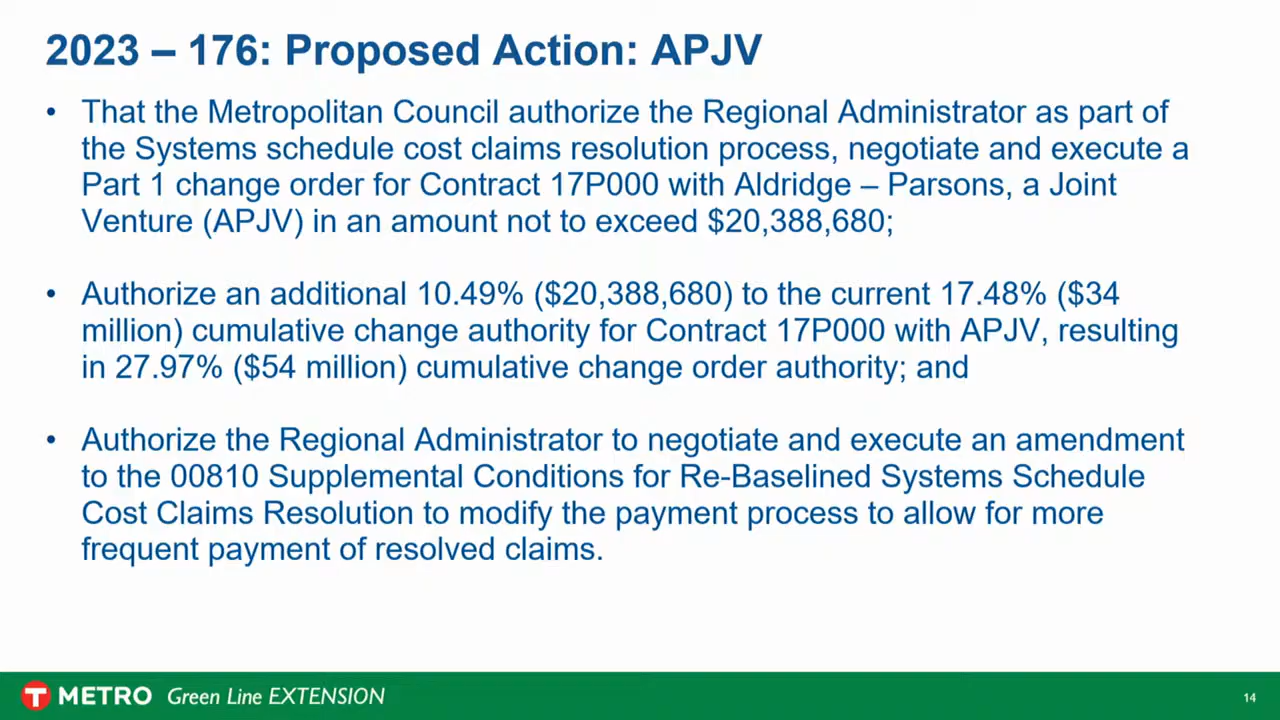 2023 – 176: Proposed Action: APJV
• That the Metropolitan Council authorize the Regional Administrator as part of
the Systems schedule cost claims resolution process, negotiate and execute a
Part 1 change order for Contract 17P000 with Aldridge – Parsons, a Joint
Venture (APJV) in an amount not to exceed $20,388,680;
• Authorize an additional 10.49% ($20,388,680) to the current 17.48% ($34
million) cumulative change authority for Contract 17P000 with APJV, resulting
in 27.97% ($54 million) cumulative change order authority; and
• Authorize the Regional Administrator to negotiate and execute an amendment
to the 00810 Supplemental Conditions for Re-Baselined Systems Schedule
Cost Claims Resolution to modify the payment process to allow for more
frequent payment of resolved claims.
T METRO Green Line EXTENSION
14